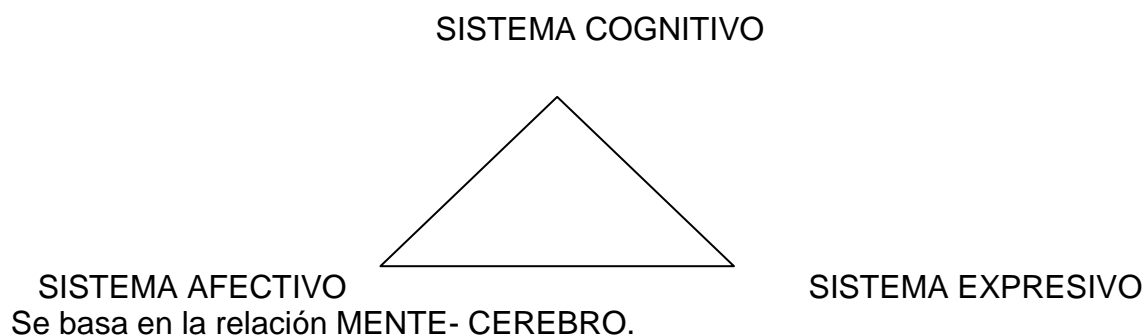 SISTEMA COGNITIVO
SISTEMA AFECTIVO SISTEMA EXPRESIVO
Se basa en la relación MENTE- CEREBRO.